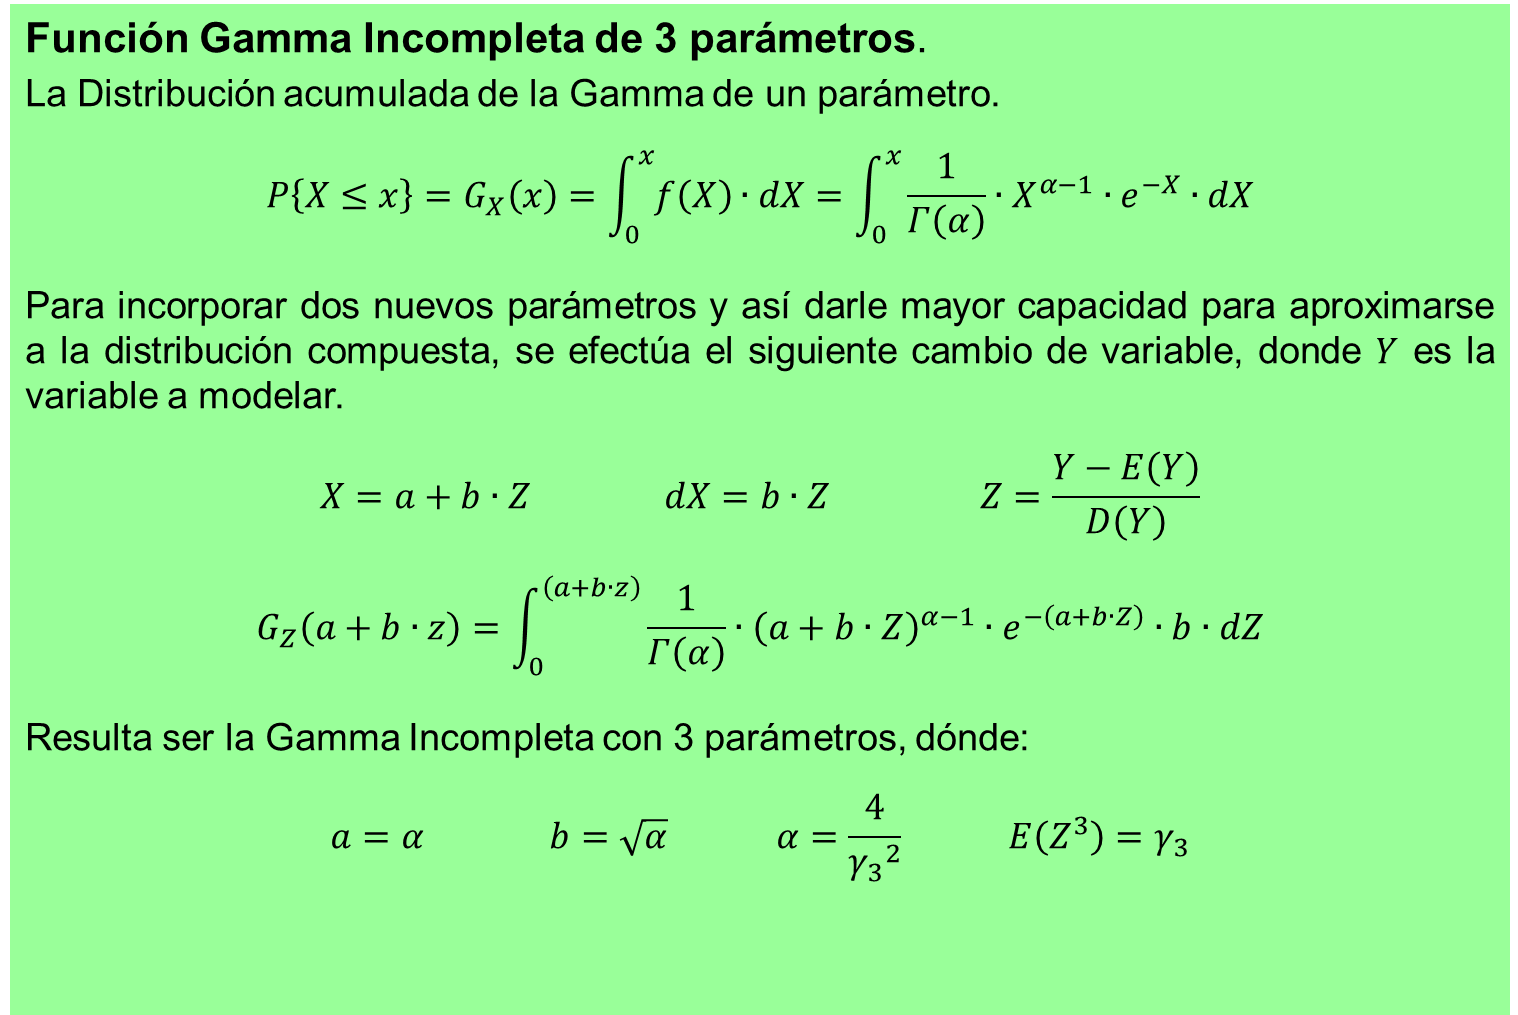 Función Gamma Incompleta de 3 parámetros.
La Distribución acumulada de la Gamma de un parámetro.
P{X ≤ x} = G_X(x) = ∫_0^x f(X) · dX = ∫_0^x 1/Γ(α) · X^{α−1} · e^{−X} · dX
Para incorporar dos nuevos parámetros y así darle mayor capacidad para aproximarse
a la distribución compuesta, se efectúa el siguiente cambio de variable, donde Y es la
variable a modelar.
X = a + b · Z dX = b · Z Z = (Y − E(Y))/D(Y)
G_Z(a + b · z) = ∫_0^{(a+b·z)} 1/Γ(α) · (a + b · Z)^{α−1} · e^{−(a+b·Z)} · b · dZ
Resulta ser la Gamma Incompleta con 3 parámetros, dónde:
a = α b = √α α = 4/γ_3^2 E(Z^3) = γ_3